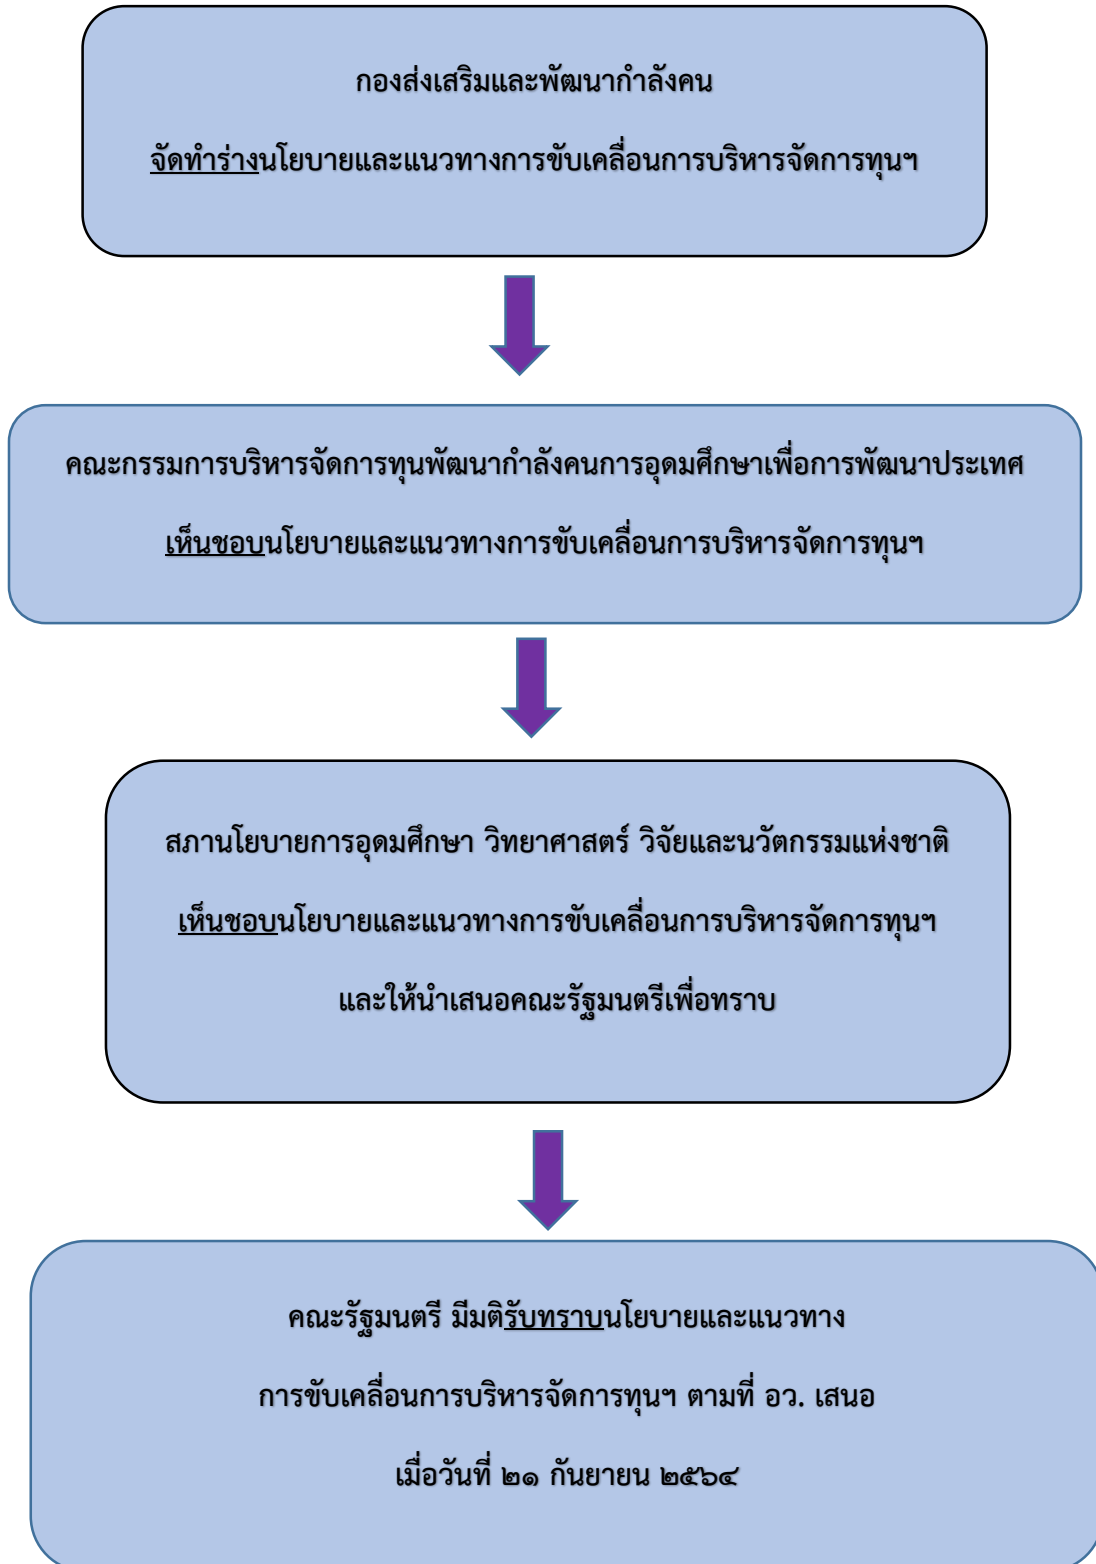 กองส่งเสริมและพัฒนากำลังคน
จัดทำร่างนโยบายและแนวทางการขับเคลื่อนการบริหารจัดการทุนฯ
คณะกรรมการบริหารจัดการทุนพัฒนากำลังคนการอุดมศึกษาเพื่อการพัฒนาประเทศ
เห็นชอบนโยบายและแนวทางการขับเคลื่อนการบริหารจัดการทุนฯ
สภานโยบายการอุดมศึกษา วิทยาศาสตร์ วิจัยและนวัตกรรมแห่งชาติ
เห็นชอบนโยบายและแนวทางการขับเคลื่อนการบริหารจัดการทุนฯ
และให้นำเสนอคณะรัฐมนตรีเพื่อทราบ
คณะรัฐมนตรี มีมติรับทราบนโยบายและแนวทาง
การขับเคลื่อนการบริหารจัดการทุนฯ ตามที่ อว. เสนอ
เมื่อวันที่ ๒๑ กันยายน ๒๕๖๔